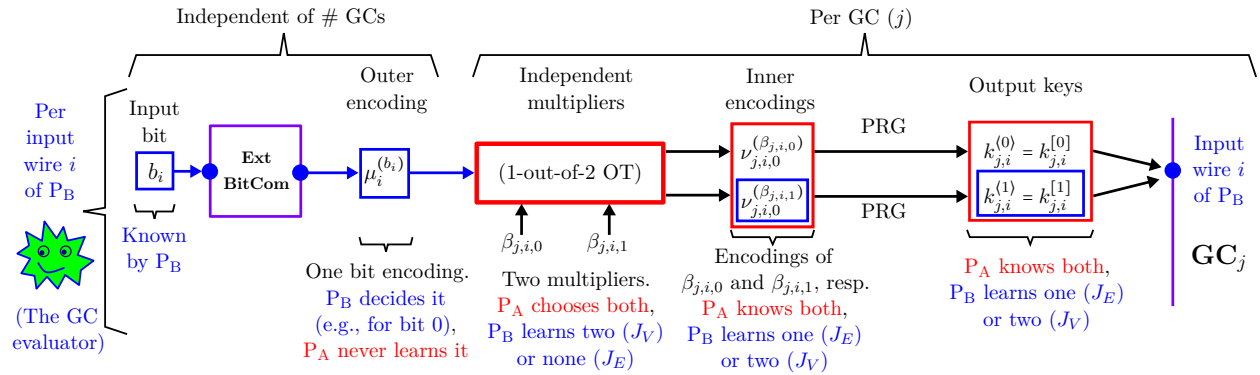 Independent of # GCs
Per GC (j)
Per
input
wire i
of P_B
(The GC
evaluator)
Input
bit
b_i
Known
by P_B
Ext
BitCom
Outer
encoding
μ_i^{(b_i)}
One bit encoding.
P_B decides it
(e.g., for bit 0),
P_A never learns it
Independent
multipliers
(1-out-of-2 OT)
β_{j,i,0}
β_{j,i,1}
Two multipliers.
P_A chooses both,
P_B learns two (J_V)
or none (J_E)
Inner
encodings
ν_{j,i,0}^{(β_{j,i,0})}
ν_{j,i,0}^{(β_{j,i,1})}
Encodings of
β_{j,i,0} and β_{j,i,1}, resp.
P_A knows both,
P_B learns one (J_E)
or two (J_V)
PRG
PRG
Output keys
k_{j,i}^{⟨0⟩} = k_{j,i}^{[0]}
k_{j,i}^{⟨1⟩} = k_{j,i}^{[1]}
P_A knows both,
P_B learns one (J_E)
or two (J_V)
Input
wire i
of P_B
GC_j